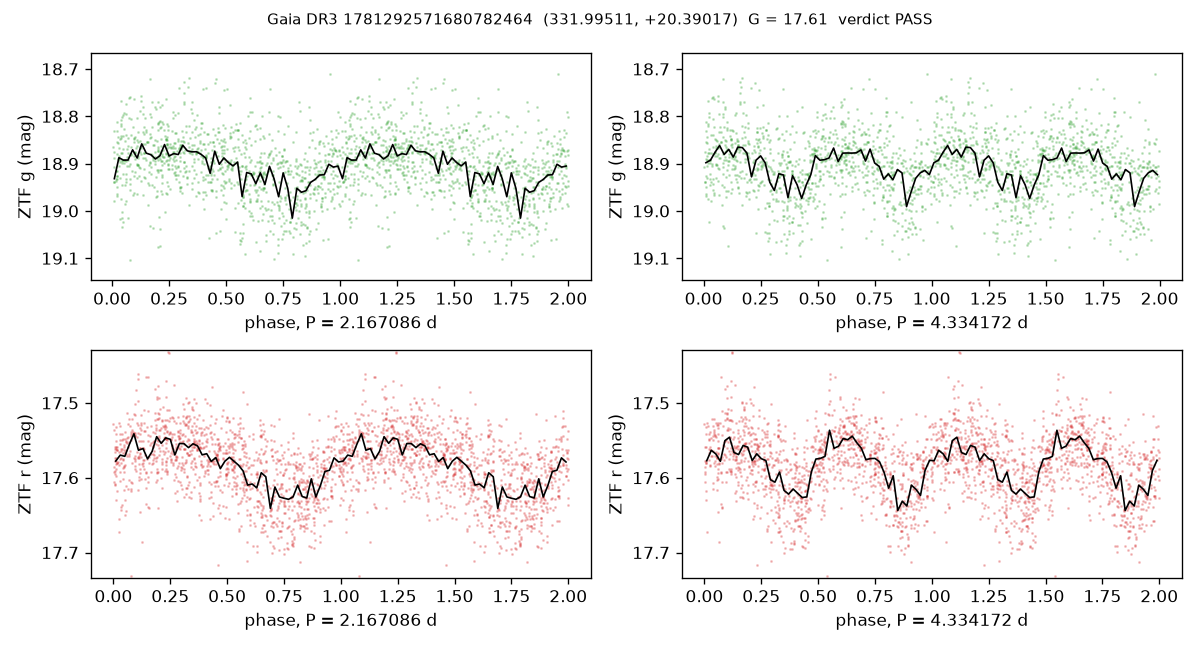 Gaia DR3 1781292571680782464 (331.99511, +20.39017) G = 17.61 verdict PASS
ZTF g (mag)
18.7
18.8
18.9
19.0
19.1
0.00 0.25 0.50 0.75 1.00 1.25 1.50 1.75 2.00
phase, P = 2.167086 d
ZTF g (mag)
18.7
18.8
18.9
19.0
19.1
0.00 0.25 0.50 0.75 1.00 1.25 1.50 1.75 2.00
phase, P = 4.334172 d
ZTF r (mag)
17.5
17.6
17.7
0.00 0.25 0.50 0.75 1.00 1.25 1.50 1.75 2.00
phase, P = 2.167086 d
ZTF r (mag)
17.5
17.6
17.7
0.00 0.25 0.50 0.75 1.00 1.25 1.50 1.75 2.00
phase, P = 4.334172 d